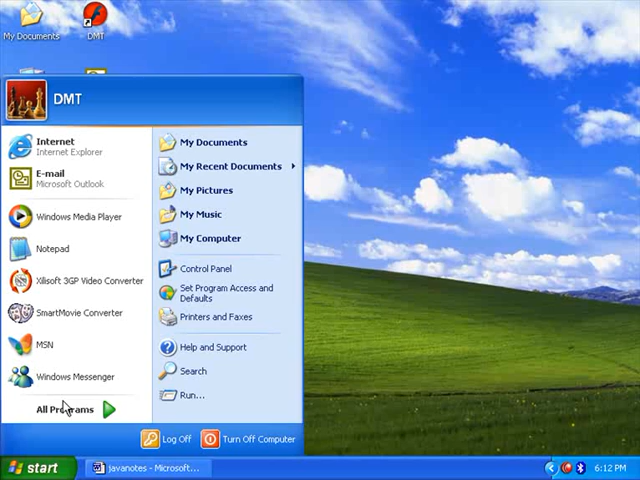 My Documents
DMT
DMT
Internet
Internet Explorer
E-mail
Microsoft Outlook
Windows Media Player
Notepad
Xilisoft 3GP Video Converter
SmartMovie Converter
MSN
Windows Messenger
All Programs
My Documents
My Recent Documents
My Pictures
My Music
My Computer
Control Panel
Set Program Access and
Defaults
Printers and Faxes
Help and Support
Search
Run...
Log Off
Turn Off Computer
start
javanotes - Microsoft...
6:12 PM